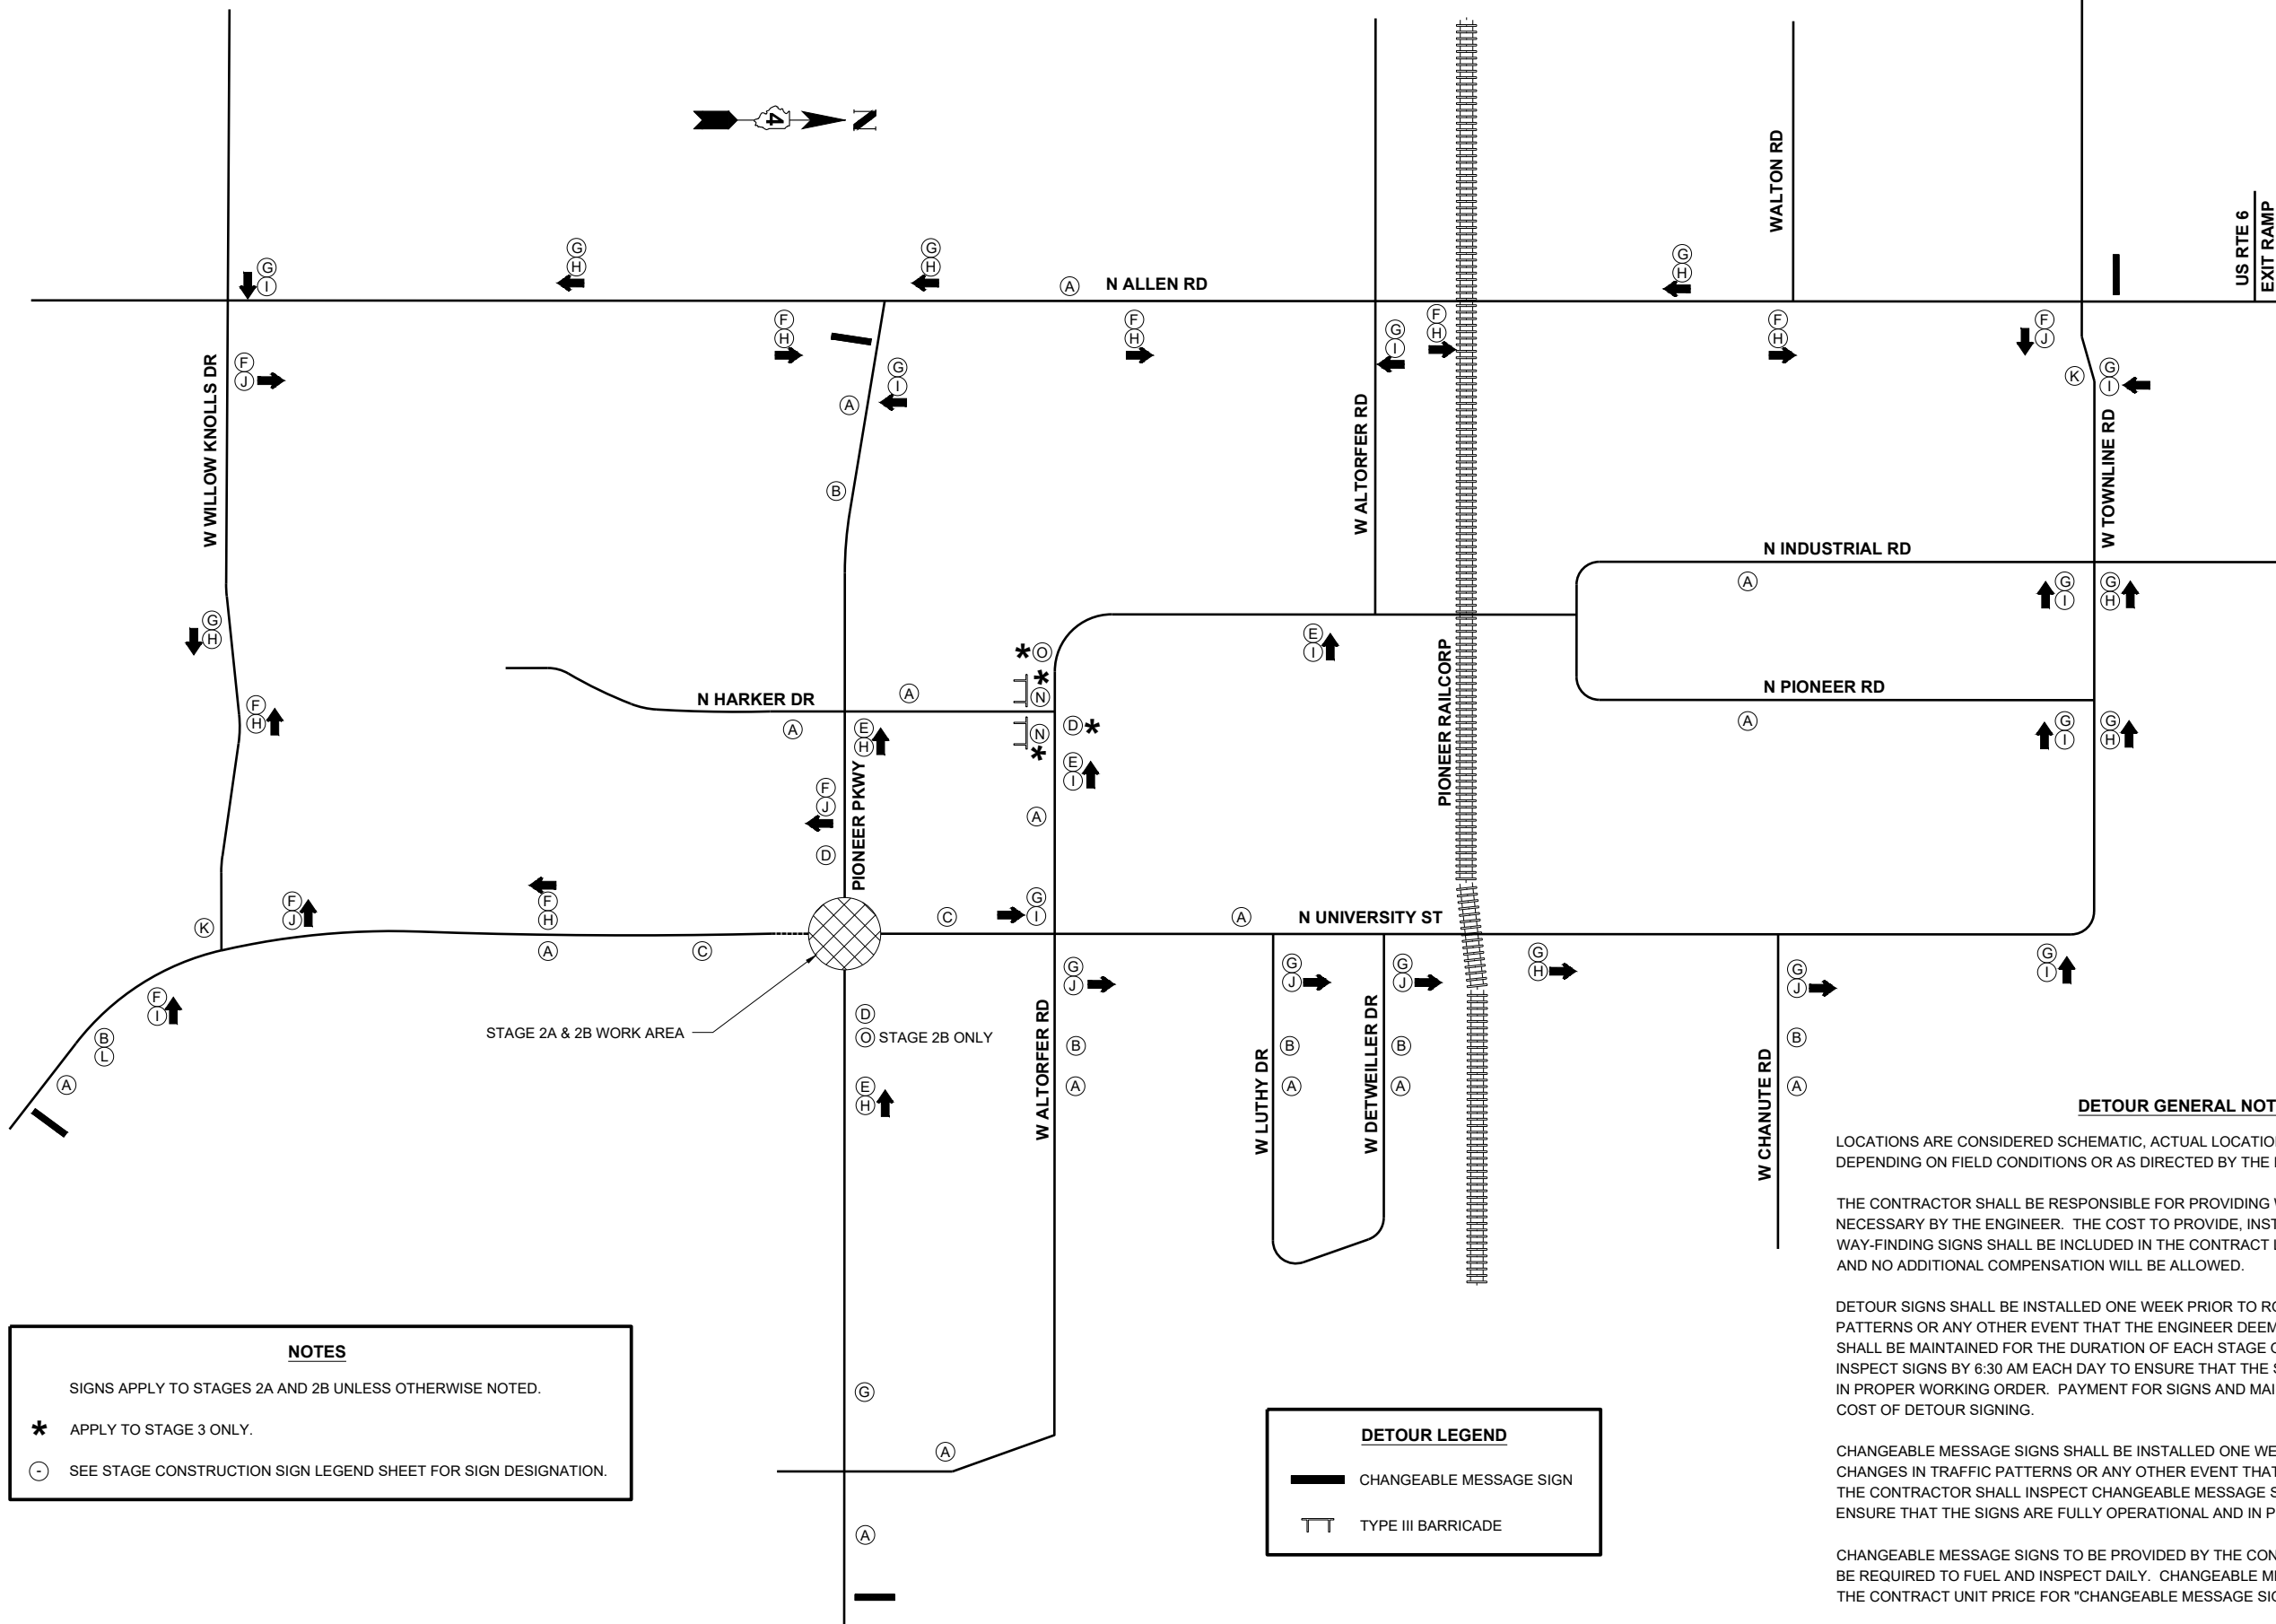 4
N
WALTON RD
US RTE 6
EXIT RAMP
G
H
G
H
G
H
G
H
G
I
A
N ALLEN RD
F
H
F
H
F
H
F
H
F
J
F
J
G
I
G
I
G
I
K
W WILLOW KNOLLS DR
A
B
W ALTORFER RD
W TOWNLINE RD
N INDUSTRIAL RD
A
G
I
G
H
G
H
F
H
* O
*
N
N
*
D *
E
I
E
I
A
N HARKER DR
A
A
E
H
PIONEER RAILCORP
N PIONEER RD
A
G
I
G
H
F
J
D
PIONEER PKWY
F
J
F
H
K
A
C
C
G
I
A
N UNIVERSITY ST
F
I
B
L
A
STAGE 2A & 2B WORK AREA
D
O STAGE 2B ONLY
E
H
G
J
B
A
W ALTORFER RD
G
J
B
A
W LUTHY DR
G
J
B
A
W DETWEILLER DR
G
H
G
J
B
A
W CHANUTE RD
G
I
G
A
A
NOTES
SIGNS APPLY TO STAGES 2A AND 2B UNLESS OTHERWISE NOTED.
* APPLY TO STAGE 3 ONLY.
- SEE STAGE CONSTRUCTION SIGN LEGEND SHEET FOR SIGN DESIGNATION.
DETOUR LEGEND
CHANGEABLE MESSAGE SIGN
TYPE III BARRICADE
DETOUR GENERAL NOT
LOCATIONS ARE CONSIDERED SCHEMATIC, ACTUAL LOCATIO
DEPENDING ON FIELD CONDITIONS OR AS DIRECTED BY THE
THE CONTRACTOR SHALL BE RESPONSIBLE FOR PROVIDING
NECESSARY BY THE ENGINEER. THE COST TO PROVIDE, INST
WAY-FINDING SIGNS SHALL BE INCLUDED IN THE CONTRACT
AND NO ADDITIONAL COMPENSATION WILL BE ALLOWED.
DETOUR SIGNS SHALL BE INSTALLED ONE WEEK PRIOR TO RO
PATTERNS OR ANY OTHER EVENT THAT THE ENGINEER DEEM
SHALL BE MAINTAINED FOR THE DURATION OF EACH STAGE
INSPECT SIGNS BY 6:30 AM EACH DAY TO ENSURE THAT THE
IN PROPER WORKING ORDER. PAYMENT FOR SIGNS AND MAI
COST OF DETOUR SIGNING.
CHANGEABLE MESSAGE SIGNS SHALL BE INSTALLED ONE WE
CHANGES IN TRAFFIC PATTERNS OR ANY OTHER EVENT THAT
THE CONTRACTOR SHALL INSPECT CHANGEABLE MESSAGE S
ENSURE THAT THE SIGNS ARE FULLY OPERATIONAL AND IN P
CHANGEABLE MESSAGE SIGNS TO BE PROVIDED BY THE CON
BE REQUIRED TO FUEL AND INSPECT DAILY. CHANGEABLE ME
THE CONTRACT UNIT PRICE FOR "CHANGEABLE MESSAGE SIG